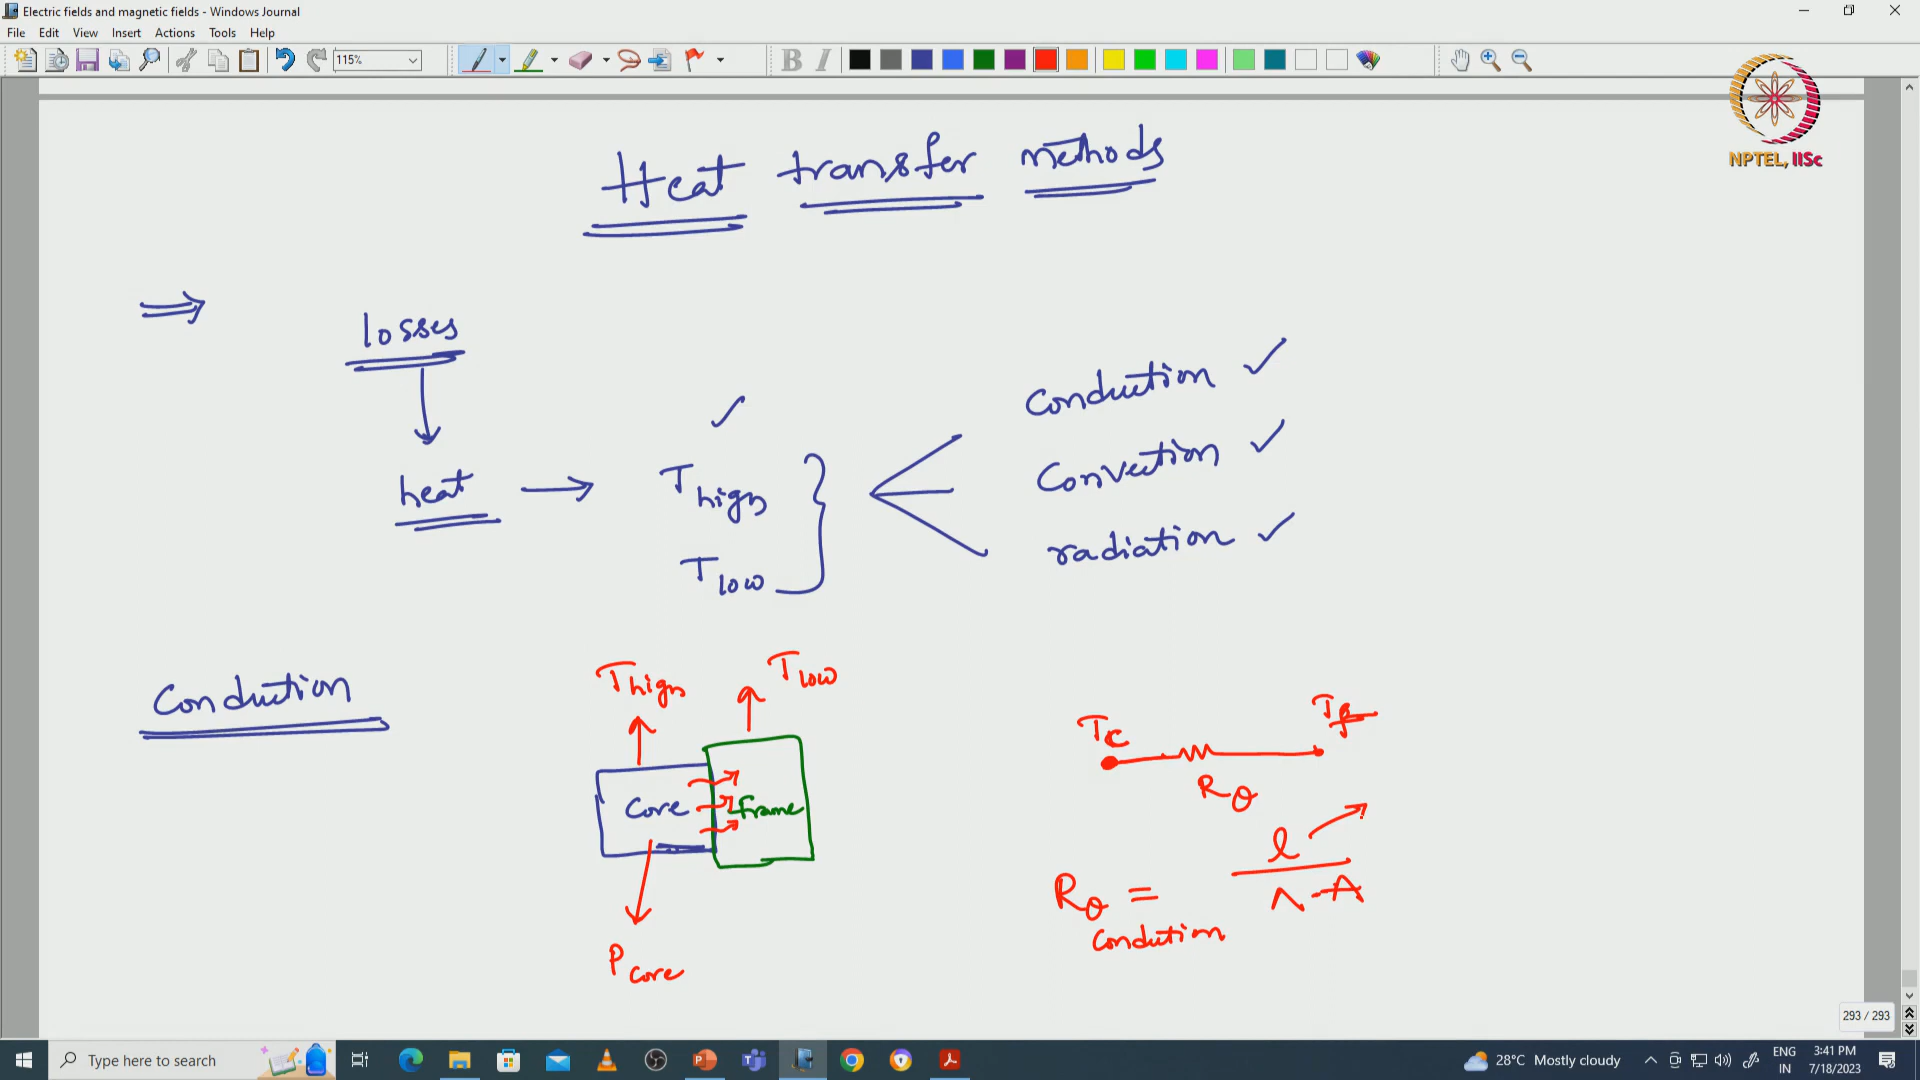 Electric fields and magnetic fields - Windows Journal
File Edit View Insert Actions Tools Help
115%
B I
NPTEL, IISc
Heat transfer methods
losses
heat
T high
T low
Conduction
Convection
radiation
Conduction
T high
T low
Core
frame
P core
Tc
Rθ
l
Rθ =
Λ-A
Conduction
293 / 293
Type here to search
28°C Mostly cloudy
ENG
IN
3:41 PM
7/18/2023